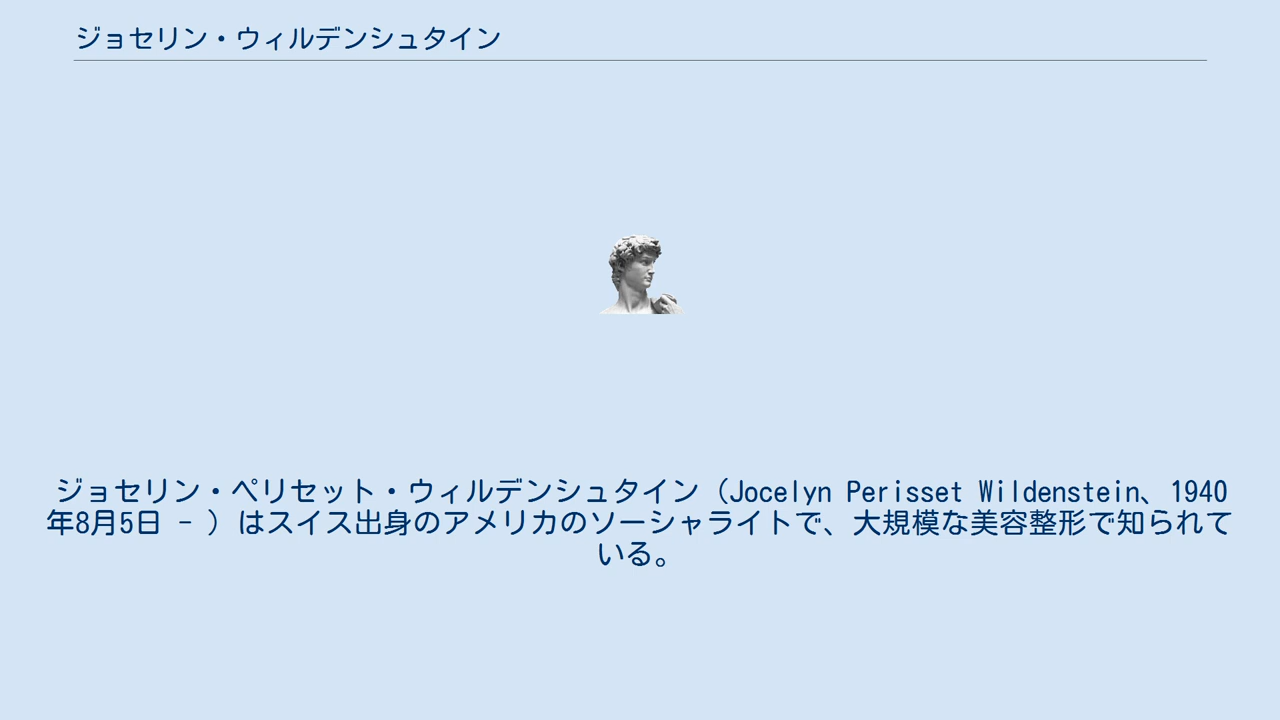 ジョセリン・ウィルデンシュタイン
ジョセリン・ペリセット・ウィルデンシュタイン（Jocelyn Perisset Wildenstein、1940
年8月5日 - ）はスイス出身のアメリカのソーシャライトで、大規模な美容整形で知られて
いる。